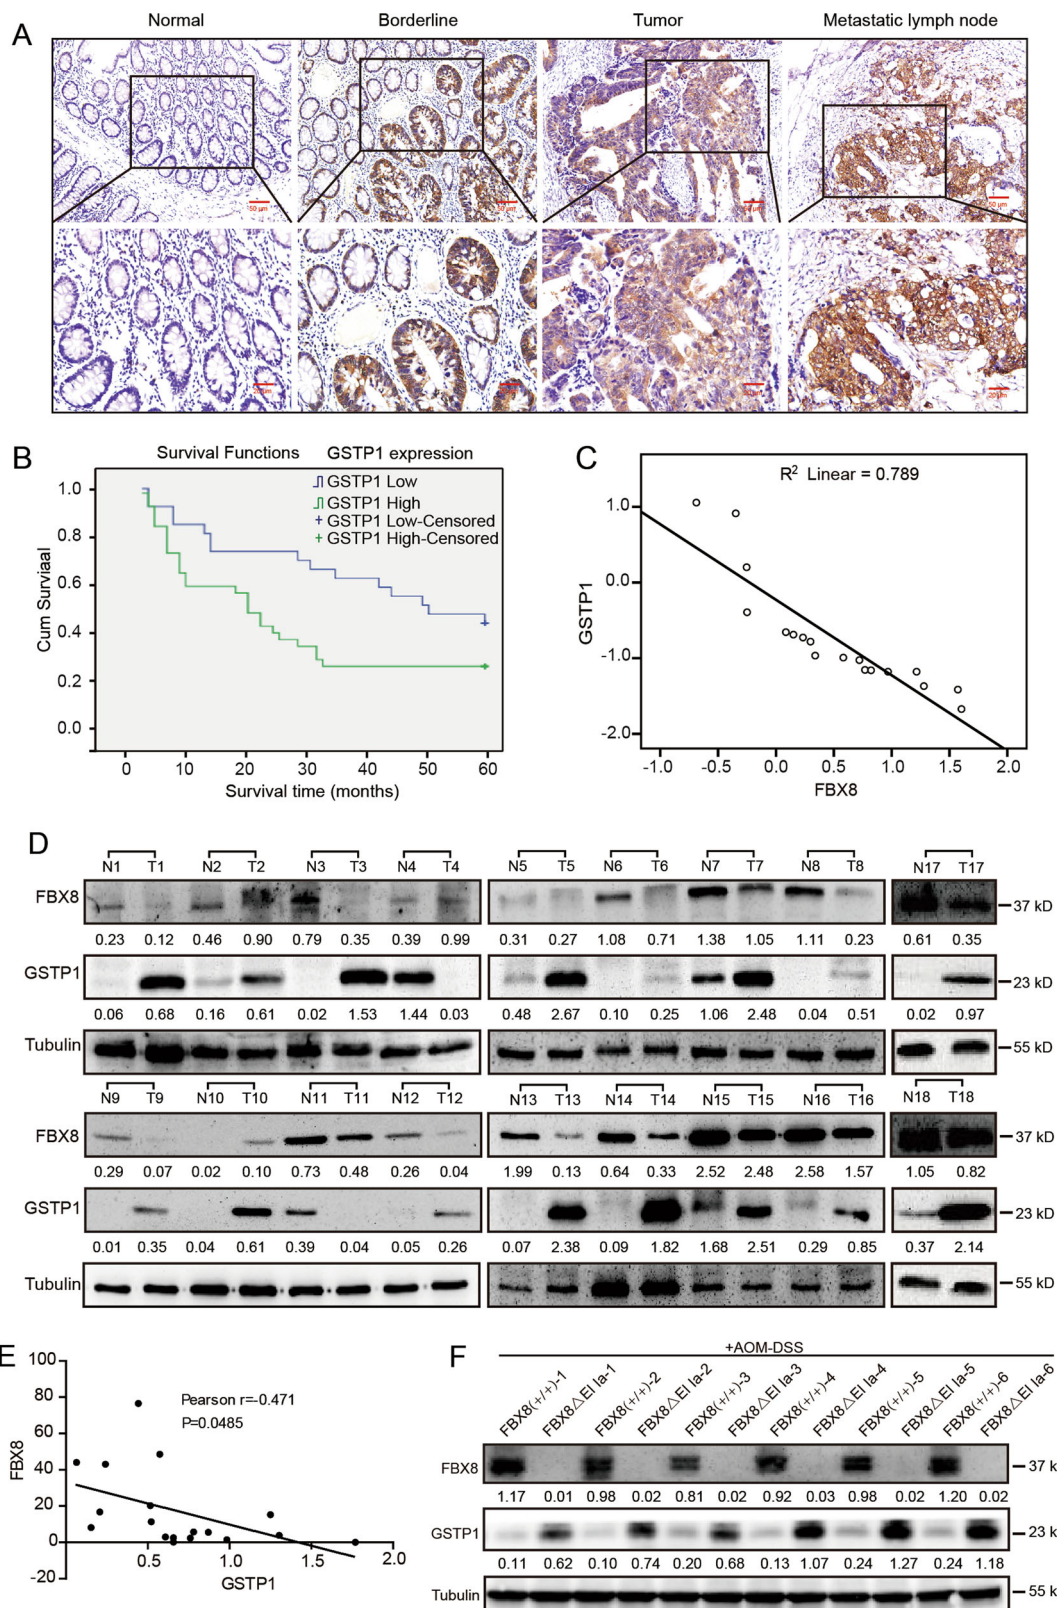 A
Normal Borderline Tumor Metastatic lymph node
50 μm 50 μm 50 μm 50 μm
20 μm
B
Survival Functions GSTP1 expression
GSTP1 Low
GSTP1 High
GSTP1 Low-Censored
GSTP1 High-Censored
Cum Surviaal
1.0
0.8
0.6
0.4
0.2
0.0
0 10 20 30 40 50 60
Survival time (months)
C
R² Linear = 0.789
GSTP1
1.0
0.0
-1.0
-2.0
-1.0 -0.5 0.0 0.5 1.0 1.5 2.0
FBX8
D
N1 T1 N2 T2 N3 T3 N4 T4 N5 T5 N6 T6 N7 T7 N8 T8 N17 T17
FBX8 37 kD
0.23 0.12 0.46 0.90 0.79 0.35 0.39 0.99 0.31 0.27 1.08 0.71 1.38 1.05 1.11 0.23 0.61 0.35
GSTP1 23 kD
0.06 0.68 0.16 0.61 0.02 1.53 1.44 0.03 0.48 2.67 0.10 0.25 1.06 2.48 0.04 0.51 0.02 0.97
Tubulin 55 kD
N9 T9 N10 T10 N11 T11 N12 T12 N13 T13 N14 T14 N15 T15 N16 T16 N18 T18
FBX8 37 kD
0.29 0.07 0.02 0.10 0.73 0.48 0.26 0.04 1.99 0.13 0.64 0.33 2.52 2.48 2.58 1.57 1.05 0.82
GSTP1 23 kD
0.01 0.35 0.04 0.61 0.39 0.04 0.05 0.26 0.07 2.38 0.09 1.82 1.68 2.51 0.29 0.85 0.37 2.14
Tubulin 55 kD
E
Pearson r=-0.471
P=0.0485
FBX8
100
80
60
40
20
0
-20
0.5 1.0 1.5 2.0
GSTP1
F
+AOM-DSS
FBX8(+/+)-1 FBX8ΔEl la-1 FBX8(+/+)-2 FBX8ΔEl la-2 FBX8(+/+)-3 FBX8ΔEl la-3 FBX8(+/+)-4 FBX8ΔEl la-4 FBX8(+/+)-5 FBX8ΔEl la-5 FBX8(+/+)-6 FBX8ΔEl la-6
FBX8 37 k
1.17 0.01 0.98 0.02 0.81 0.02 0.92 0.03 0.98 0.02 1.20 0.02
GSTP1 23 k
0.11 0.62 0.10 0.74 0.20 0.68 0.13 1.07 0.24 1.27 0.24 1.18
Tubulin 55 k